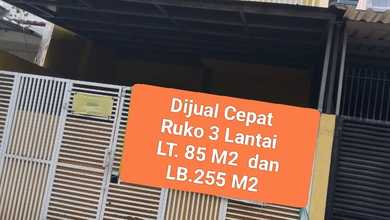 Dijual Cepat
Ruko 3 Lantai
LT. 85 M2 dan
LB.255 M2